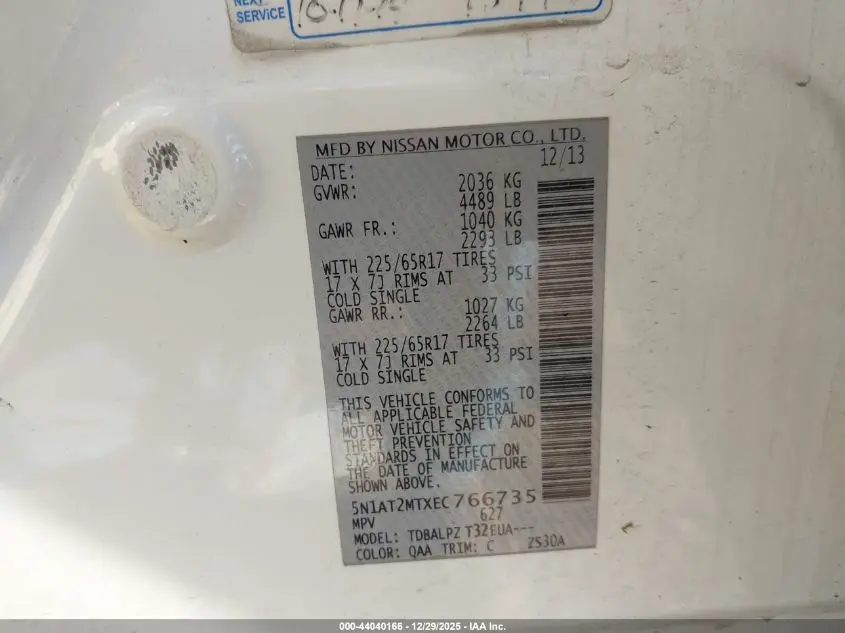 NEXT
SERVICE
MFD BY NISSAN MOTOR CO., LTD.
DATE: 12/13
GVWR: 2036 KG
4489 LB
GAWR FR.: 1040 KG
2293 LB
WITH 225/65R17 TIRES
17 X 7J RIMS AT 33 PSI
COLD SINGLE
GAWR RR.: 1027 KG
2264 LB
WITH 225/65R17 TIRES
17 X 7J RIMS AT 33 PSI
COLD SINGLE
THIS VEHICLE CONFORMS TO
ALL APPLICABLE FEDERAL
MOTOR VEHICLE SAFETY AND
THEFT PREVENTION
STANDARDS IN EFFECT ON
THE DATE OF MANUFACTURE
SHOWN ABOVE.
5N1AT2MTXEC766735
MPV 627
MODEL: TDBALPZ T32EUA---
COLOR: QAA TRIM: C ZS30A
000-44040166 - 12/29/2025 - IAA Inc.